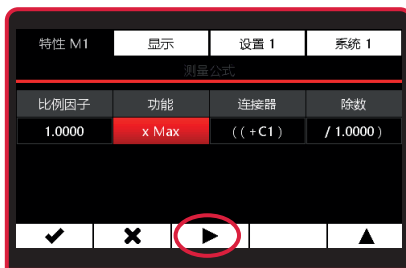 特性 M1 显示 设置 1 系统 1
测量公式
比例因子 功能 连接器 除数
1.0000 x Max ( ( +C1 ) / 1.0000 )